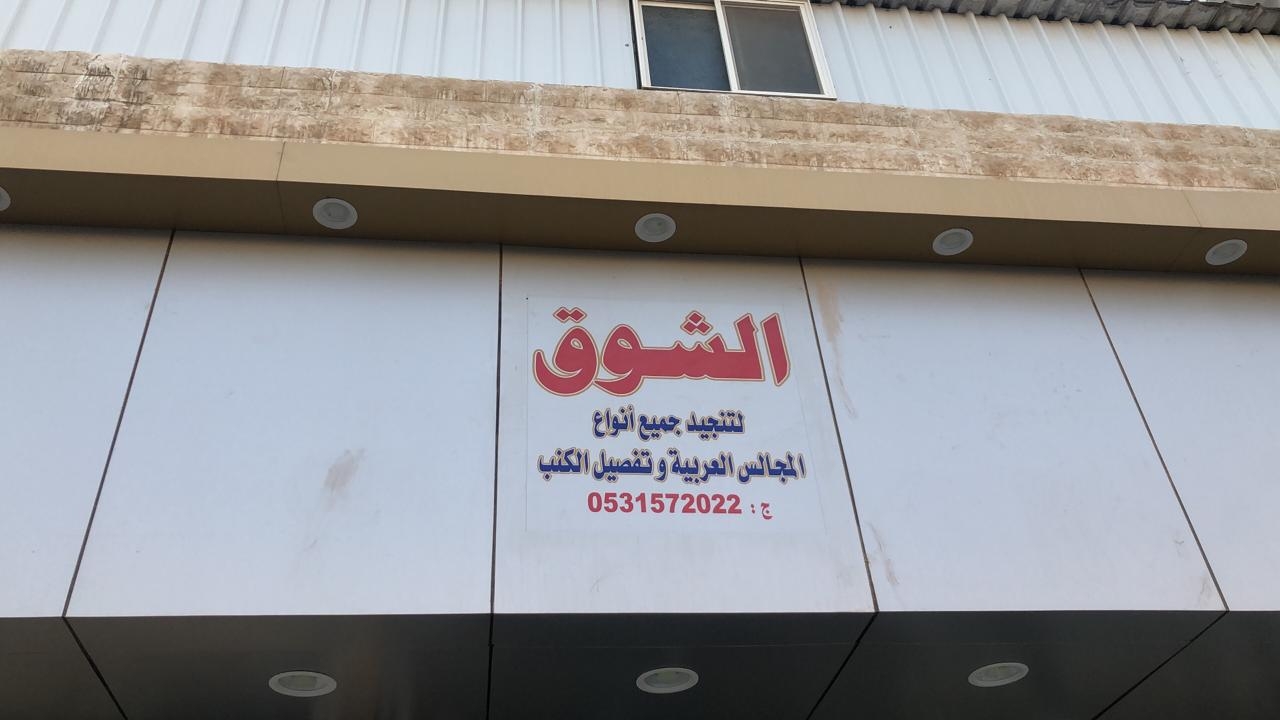 الشوق
لتنجيد جميع أنواع
المجالس العربية و تفصيل الكنب
ج : 0531572022